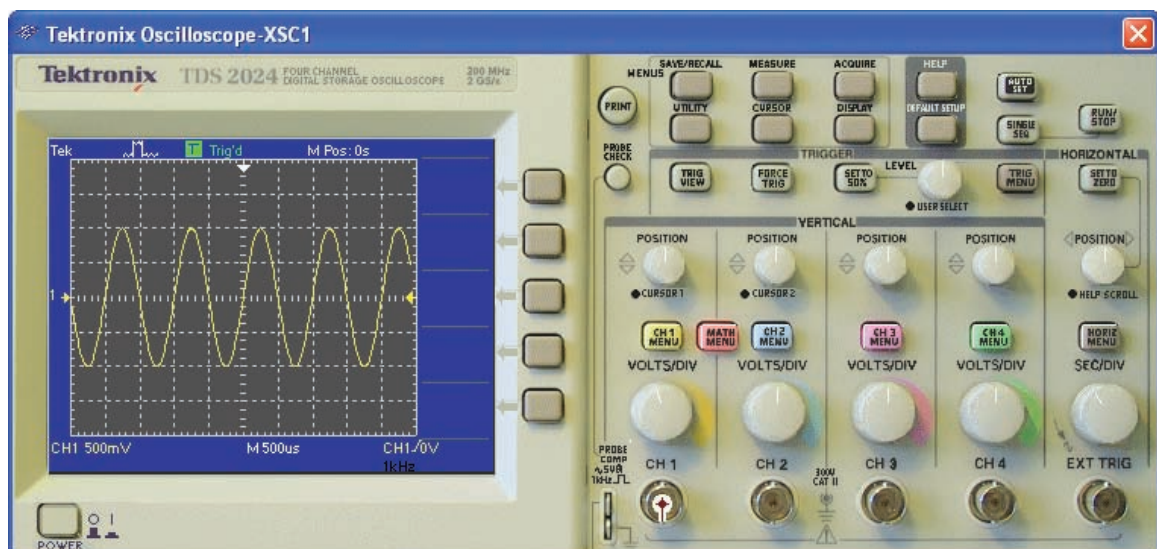 Tektronix Oscilloscope-XSC1
Tektronix TDS 2024 FOUR CHANNEL DIGITAL STORAGE OSCILLOSCOPE 200 MHz 2 GS/s
Tek T Trig'd M Pos: 0s
1
CH1 500mV M 500us CH1 / 0V
1kHz
POWER
MENUS
SAVE/RECALL MEASURE ACQUIRE
UTILITY CURSOR DISPLAY
HELP
DEFAULT SETUP
AUTO SET
SINGLE SEQ
RUN/ STOP
PRINT
PROBE CHECK
TRIGGER
TRIG VIEW
FORCE TRIG
SET TO 50%
LEVEL
USER SELECT
TRIG MENU
HORIZONTAL
SET TO ZERO
VERTICAL
POSITION POSITION POSITION POSITION POSITION
CURSOR 1 CURSOR 2 HELP SCROLL
CH 1 MENU
MATH MENU
CH 2 MENU
CH 3 MENU
CH 4 MENU
HORIZ MENU
VOLTS/DIV VOLTS/DIV VOLTS/DIV VOLTS/DIV SEC/DIV
PROBE COMP
~5V@
1kHz
CH 1 CH 2 CH 3 CH 4 EXT TRIG
300V
CAT II